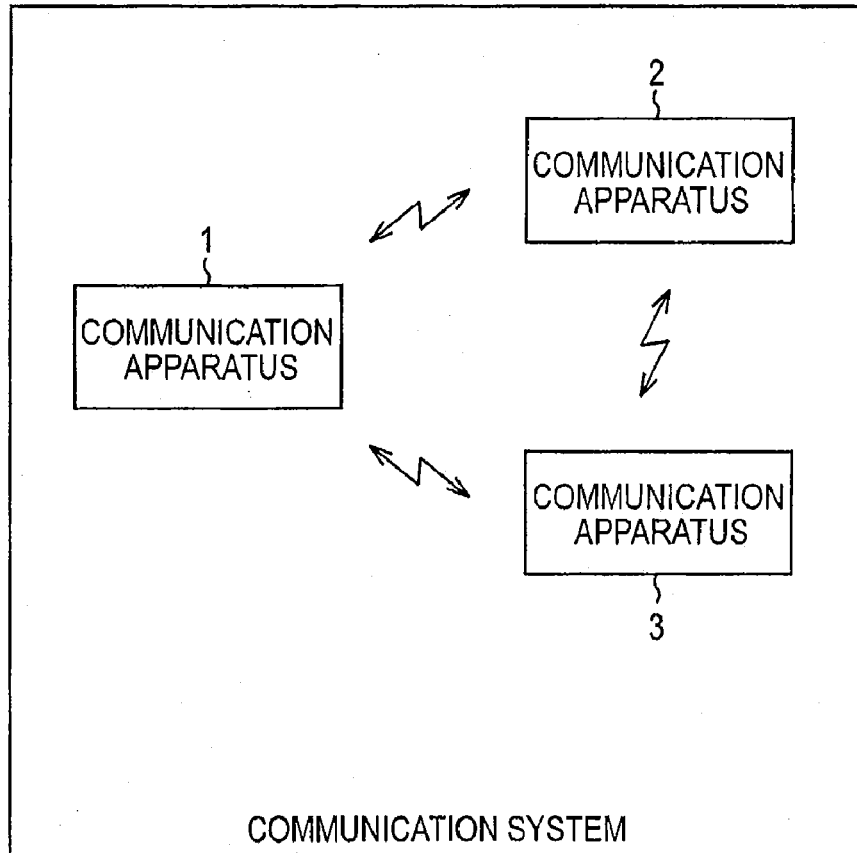 2
COMMUNICATION
APPARATUS
1
COMMUNICATION
APPARATUS
COMMUNICATION
APPARATUS
3
COMMUNICATION SYSTEM